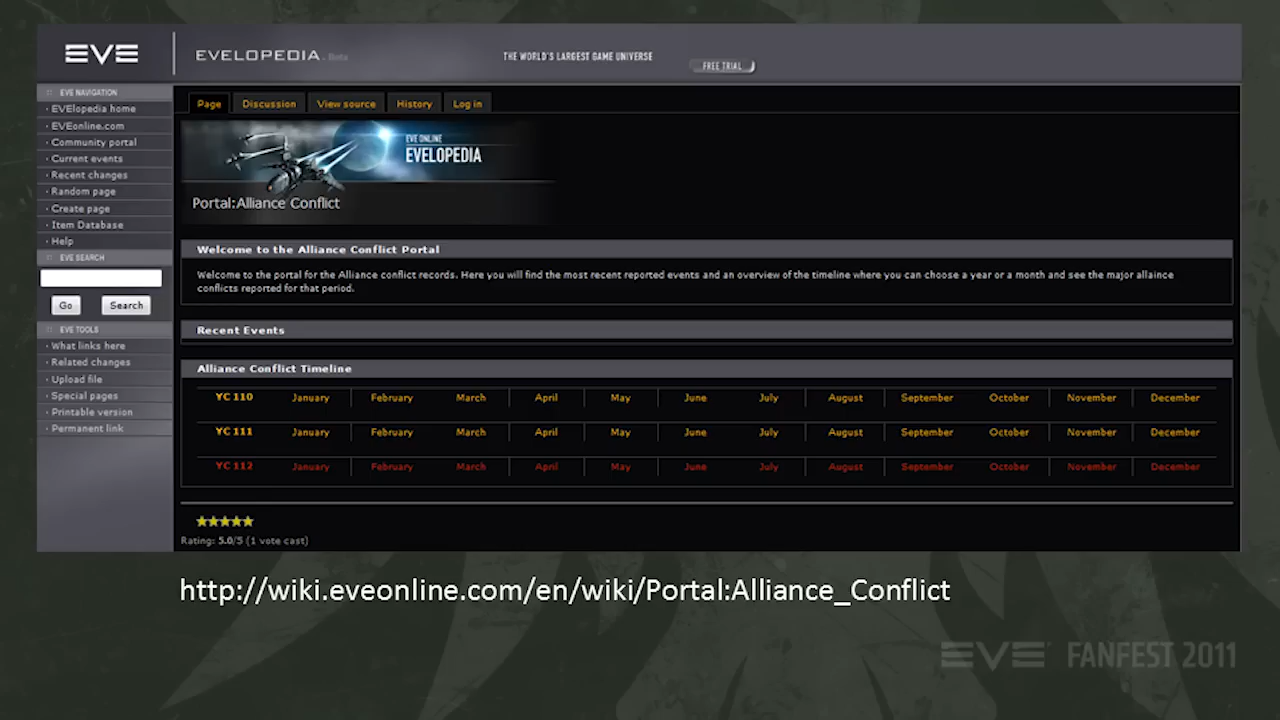 EVE
EVELOPEDIA - Beta
THE WORLD'S LARGEST GAME UNIVERSE
FREE TRIAL
EVE NAVIGATION
EVElopedia home
EVEonline.com
Community portal
Current events
Recent changes
Random page
Create page
Item Database
Help
EVE SEARCH
Go Search
EVE TOOLS
What links here
Related changes
Upload file
Special pages
Printable version
Permanent link
Page Discussion View source History Log in
EVE ONLINE
EVELOPEDIA
Portal:Alliance Conflict
Welcome to the Alliance Conflict Portal
Welcome to the portal for the Alliance conflict records. Here you will find the most recent reported events and an overview of the timeline where you can choose a year or a month and see the major allaince
conflicts reported for that period.
Recent Events
Alliance Conflict Timeline
YC 110 January February March April May June July August September October November December
YC 111 January February March April May June July August September October November December
YC 112 January February March April May June July August September October November December
Rating: 5.0/5 (1 vote cast)
http://wiki.eveonline.com/en/wiki/Portal:Alliance_Conflict
EVE FANFEST 2011